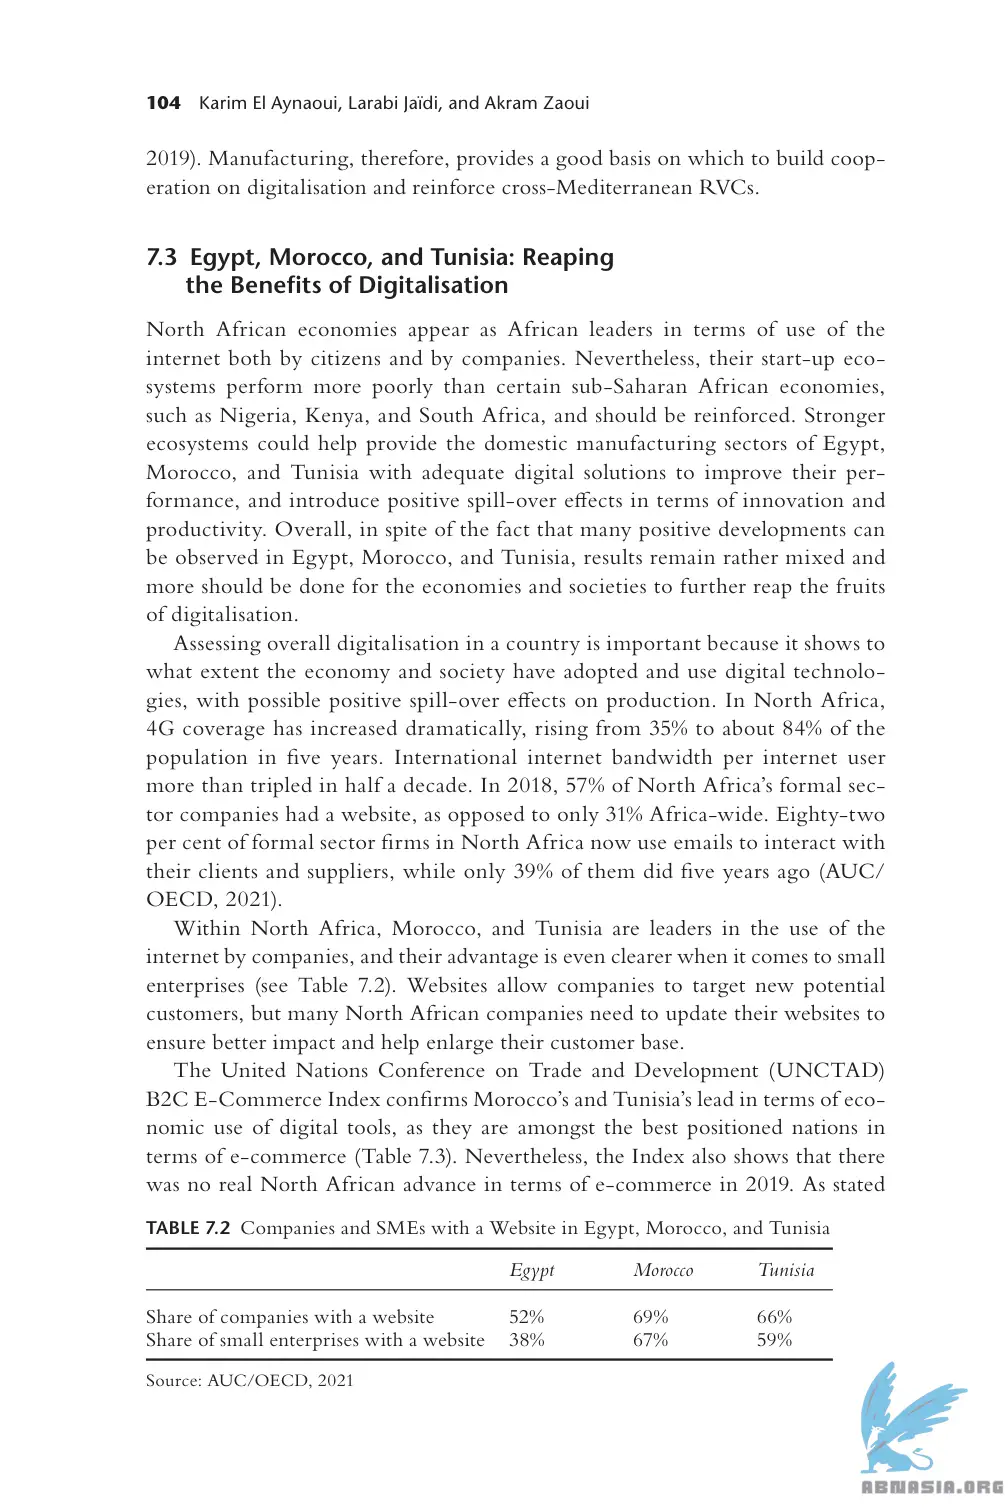 104 Karim El Aynaoui, Larabi Jaïdi, and Akram Zaoui
2019). Manufacturing, therefore, provides a good basis on which to build coop-
eration on digitalisation and reinforce cross-Mediterranean RVCs.
7.3 Egypt, Morocco, and Tunisia: Reaping
the Benefits of Digitalisation
North African economies appear as African leaders in terms of use of the
internet both by citizens and by companies. Nevertheless, their start-up eco-
systems perform more poorly than certain sub-Saharan African economies,
such as Nigeria, Kenya, and South Africa, and should be reinforced. Stronger
ecosystems could help provide the domestic manufacturing sectors of Egypt,
Morocco, and Tunisia with adequate digital solutions to improve their per-
formance, and introduce positive spill-over effects in terms of innovation and
productivity. Overall, in spite of the fact that many positive developments can
be observed in Egypt, Morocco, and Tunisia, results remain rather mixed and
more should be done for the economies and societies to further reap the fruits
of digitalisation.
Assessing overall digitalisation in a country is important because it shows to
what extent the economy and society have adopted and use digital technolo-
gies, with possible positive spill-over effects on production. In North Africa,
4G coverage has increased dramatically, rising from 35% to about 84% of the
population in five years. International internet bandwidth per internet user
more than tripled in half a decade. In 2018, 57% of North Africa's formal sec-
tor companies had a website, as opposed to only 31% Africa-wide. Eighty-two
per cent of formal sector firms in North Africa now use emails to interact with
their clients and suppliers, while only 39% of them did five years ago (AUC/
OECD, 2021).
Within North Africa, Morocco, and Tunisia are leaders in the use of the
internet by companies, and their advantage is even clearer when it comes to small
enterprises (see Table 7.2). Websites allow companies to target new potential
customers, but many North African companies need to update their websites to
ensure better impact and help enlarge their customer base.
The United Nations Conference on Trade and Development (UNCTAD)
B2C E-Commerce Index confirms Morocco's and Tunisia's lead in terms of eco-
nomic use of digital tools, as they are amongst the best positioned nations in
terms of e-commerce (Table 7.3). Nevertheless, the Index also shows that there
was no real North African advance in terms of e-commerce in 2019. As stated
TABLE 7.2 Companies and SMEs with a Website in Egypt, Morocco, and Tunisia
Egypt Morocco Tunisia
Share of companies with a website 52% 69% 66%
Share of small enterprises with a website 38% 67% 59%
Source: AUC/OECD, 2021
ABNASIA.ORG